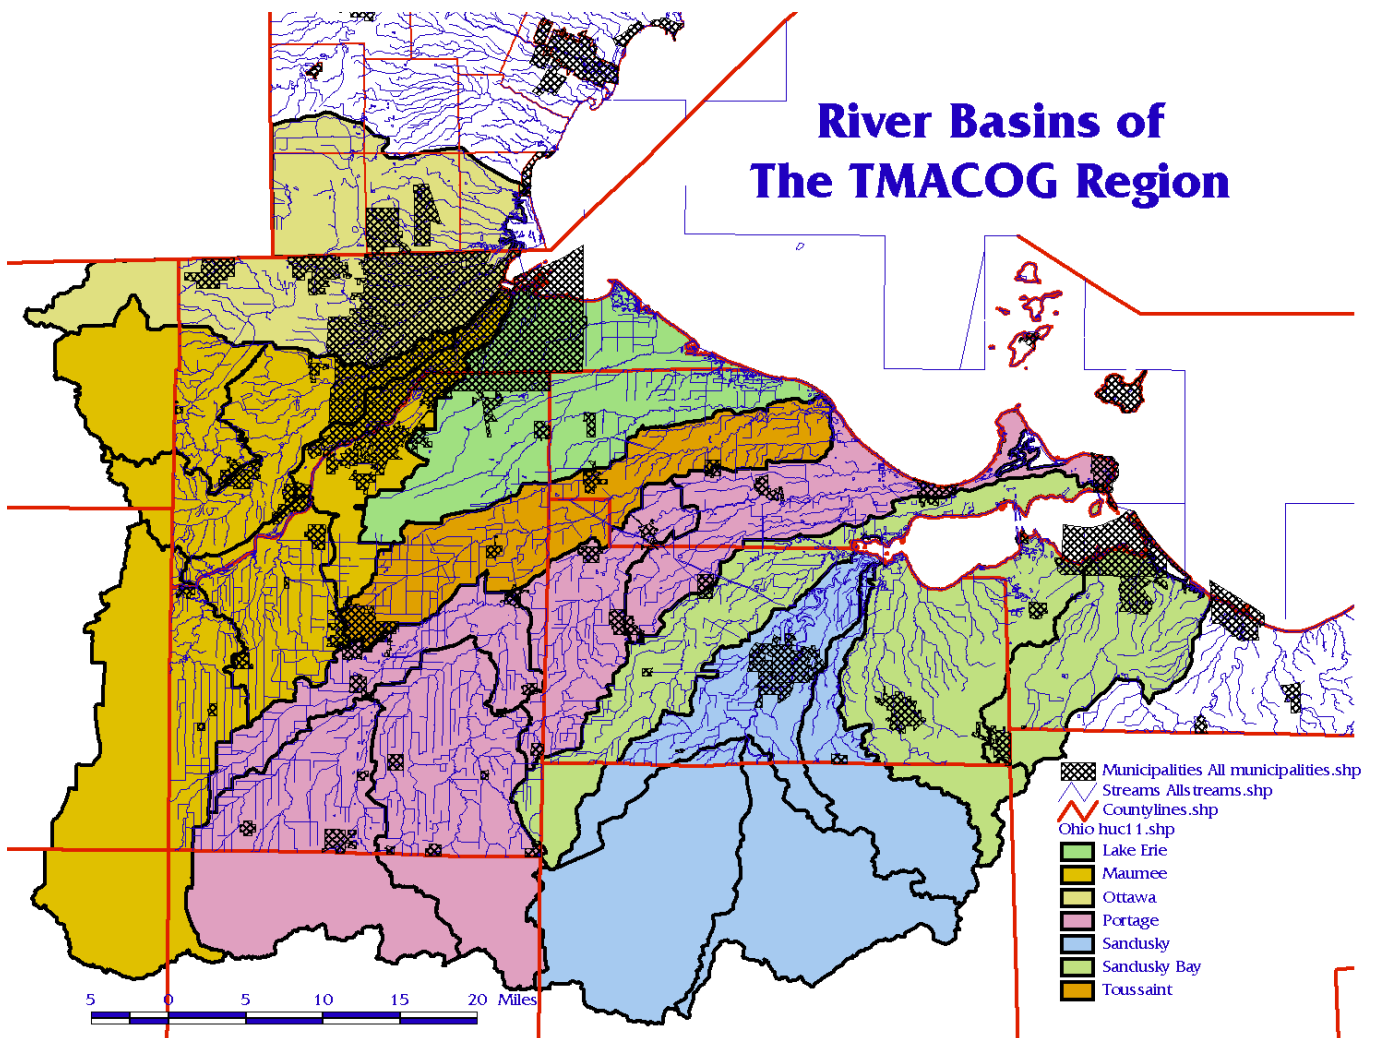 River Basins of
The TMACOG Region
Municipalities All municipalities.shp
Streams Allstreams.shp
Countylines.shp
Ohio huc11.shp
Lake Erie
Maumee
Ottawa
Portage
Sandusky
Sandusky Bay
Toussaint
5 0 5 10 15 20 Miles